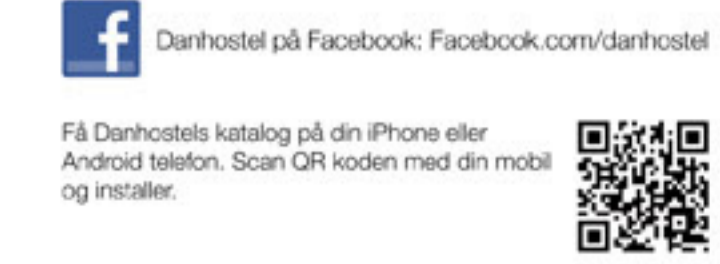 Danhostel på Facebook: Facebook.com/danhostel
Få Danhostels katalog på din iPhone eller
Android telefon. Scan QR koden med din mobil
og installer.